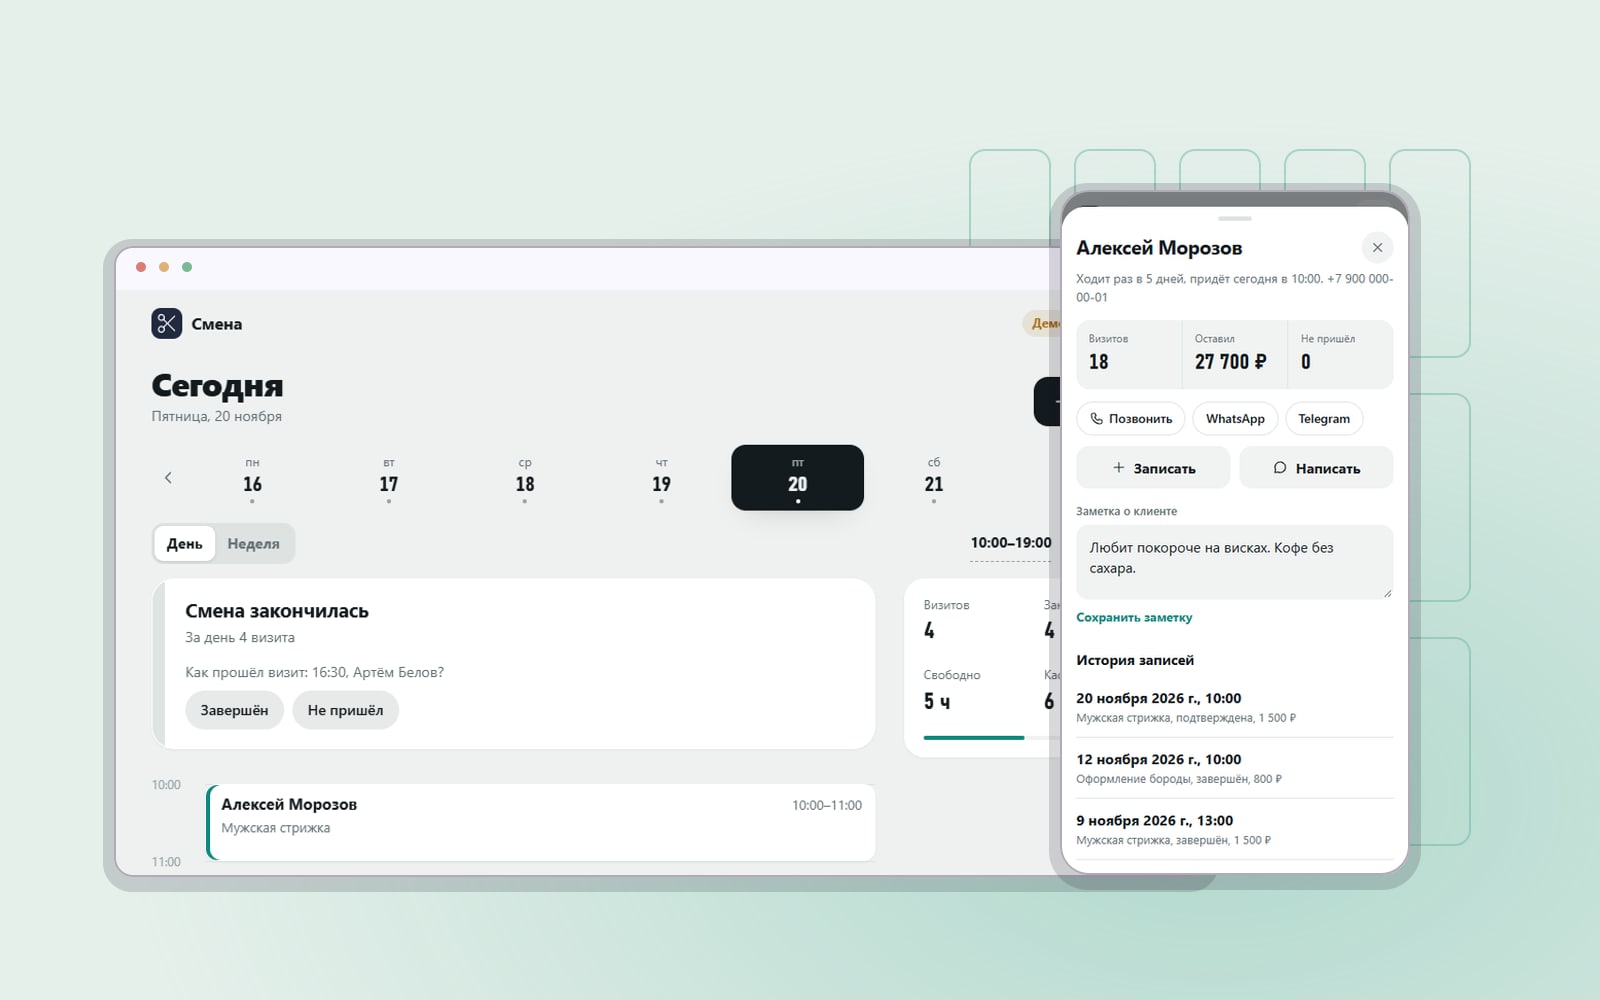 Смена
Сегодня
Пятница, 20 ноября
пн
16
вт
17
ср
18
чт
19
пт
20
сб
21
День
Неделя
10:00–19:00
Смена закончилась
За день 4 визита
Как прошёл визит: 16:30, Артём Белов?
Завершён
Не пришёл
Визитов
4
4
Свободно
5 ч
6
10:00
Алексей Морозов
10:00–11:00
Мужская стрижка
11:00
Алексей Морозов
Ходит раз в 5 дней, придёт сегодня в 10:00. +7 900 000-
00-01
Визитов
18
Оставил
27 700 ₽
Не пришёл
0
Позвонить
WhatsApp
Telegram
Записать
Написать
Заметка о клиенте
Любит покороче на висках. Кофе без
сахара.
Сохранить заметку
История записей
20 ноября 2026 г., 10:00
Мужская стрижка, подтверждена, 1 500 ₽
12 ноября 2026 г., 10:00
Оформление бороды, завершён, 800 ₽
9 ноября 2026 г., 13:00
Мужская стрижка, завершён, 1 500 ₽